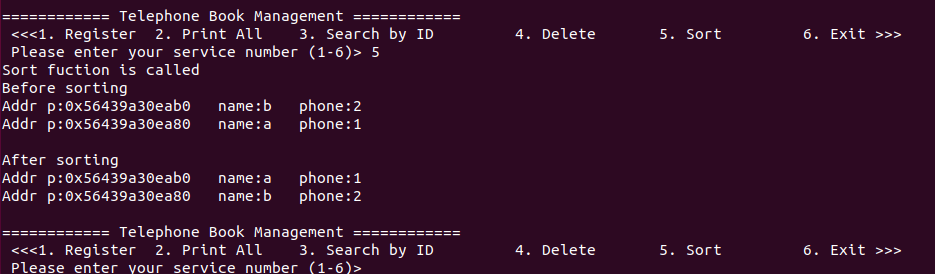 ============ Telephone Book Management ============
<<<1. Register 2. Print All 3. Search by ID 4. Delete 5. Sort 6. Exit >>>
Please enter your service number (1-6)> 5
Sort fuction is called
Before sorting
Addr p:0x56439a30eab0 name:b phone:2
Addr p:0x56439a30ea80 name:a phone:1
After sorting
Addr p:0x56439a30eab0 name:a phone:1
Addr p:0x56439a30ea80 name:b phone:2
============ Telephone Book Management ============
<<<1. Register 2. Print All 3. Search by ID 4. Delete 5. Sort 6. Exit >>>
Please enter your service number (1-6)>